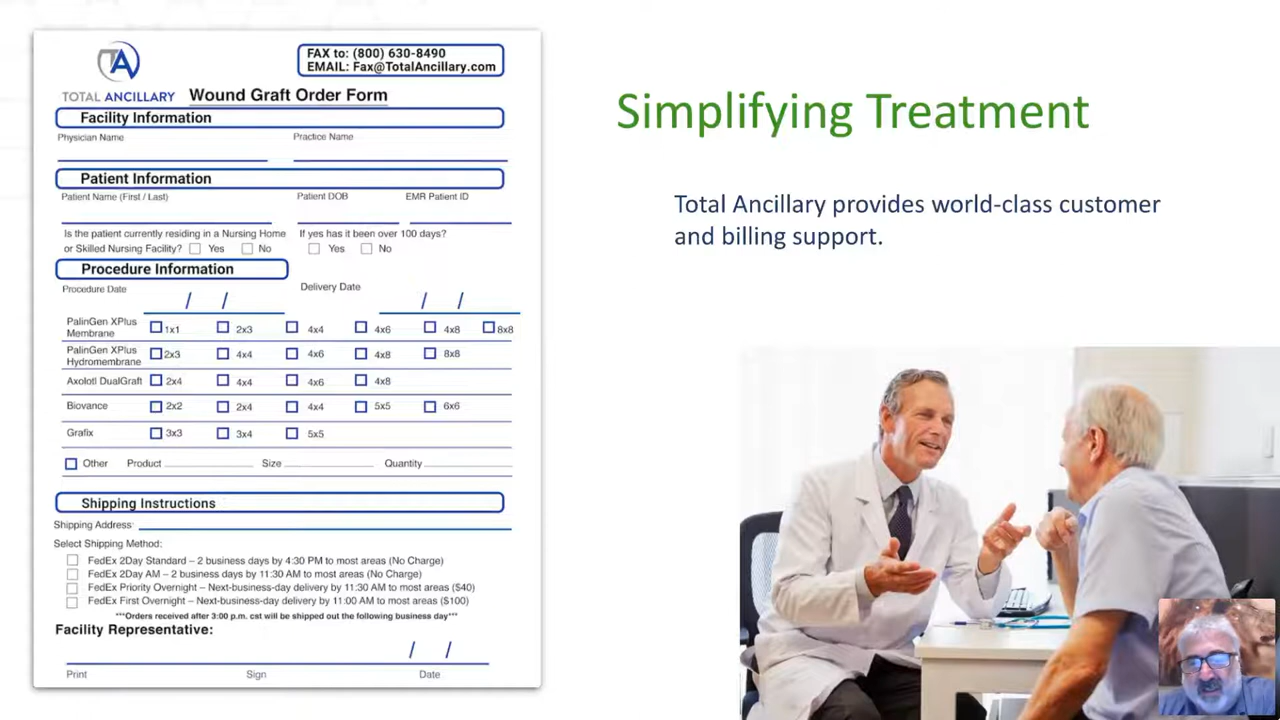 TA
TOTAL ANCILLARY
FAX to: (800) 630-8490
EMAIL: Fax@TotalAncillary.com
Wound Graft Order Form
Facility Information
Physician Name Practice Name
Patient Information
Patient Name (First / Last) Patient DOB EMR Patient ID
Is the patient currently residing in a Nursing Home
or Skilled Nursing Facility? Yes No
If yes has it been over 100 days?
Yes No
Procedure Information
Procedure Date / / Delivery Date / /
PalinGen XPlus
Membrane 1x1 2x3 4x4 4x6 4x8 8x8
PalinGen XPlus
Hydromembrane 2x3 4x4 4x6 4x8 8x8
Axolotl DualGraft 2x4 4x4 4x6 4x8
Biovance 2x2 2x4 4x4 5x5 6x6
Grafix 3x3 3x4 5x5
Other Product Size Quantity
Shipping Instructions
Shipping Address:
Select Shipping Method:
FedEx 2Day Standard – 2 business days by 4:30 PM to most areas (No Charge)
FedEx 2Day AM – 2 business days by 11:30 AM to most areas (No Charge)
FedEx Priority Overnight – Next-business-day delivery by 11:30 AM to most areas ($40)
FedEx First Overnight – Next-business-day delivery by 11:00 AM to most areas ($100)
***Orders received after 3:00 p.m. cst will be shipped out the following business day***
Facility Representative:
/ /
Print Sign Date
Simplifying Treatment
Total Ancillary provides world-class customer
and billing support.